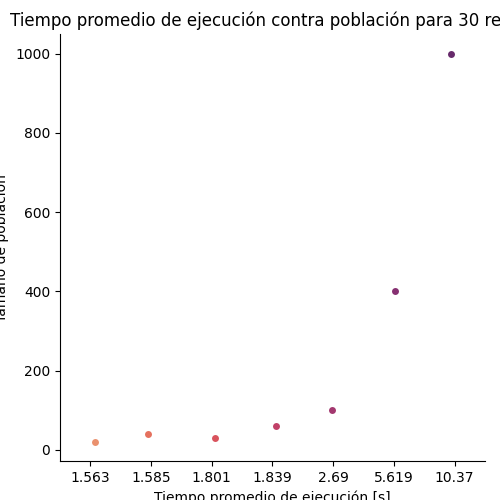 Tiempo promedio de ejecución contra población para 30 re
1000
800
600
400
200
0
Tamaño de población
1.563 1.585 1.801 1.839 2.69 5.619 10.37
Tiempo promedio de ejecución [s]